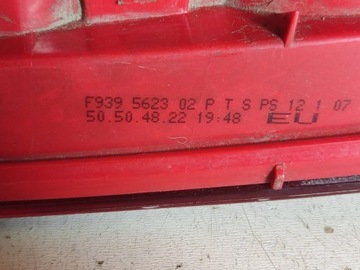 F939 5623 02 P T S PS 12 1 07
50.50.48.22 19:48 EU